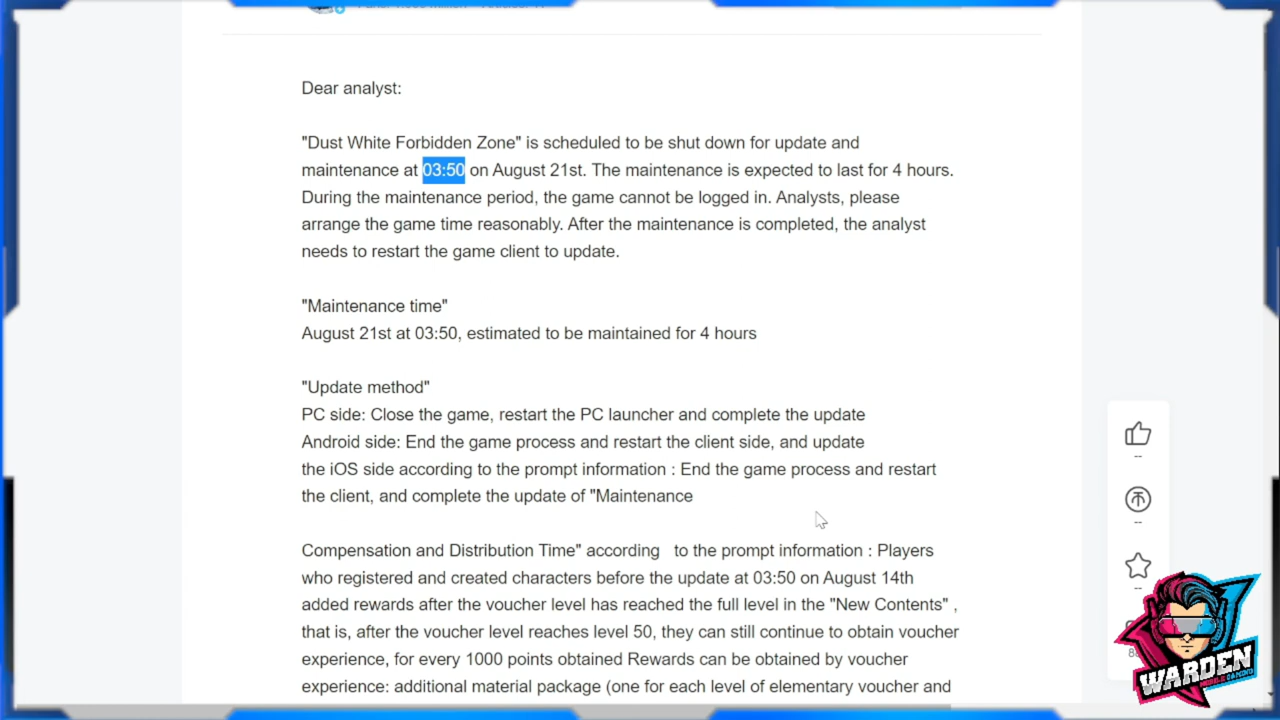 Dear analyst:
"Dust White Forbidden Zone" is scheduled to be shut down for update and
maintenance at 03:50 on August 21st. The maintenance is expected to last for 4 hours.
During the maintenance period, the game cannot be logged in. Analysts, please
arrange the game time reasonably. After the maintenance is completed, the analyst
needs to restart the game client to update.
"Maintenance time"
August 21st at 03:50, estimated to be maintained for 4 hours
"Update method"
PC side: Close the game, restart the PC launcher and complete the update
Android side: End the game process and restart the client side, and update
the iOS side according to the prompt information : End the game process and restart
the client, and complete the update of "Maintenance
Compensation and Distribution Time" according to the prompt information : Players
who registered and created characters before the update at 03:50 on August 14th
added rewards after the voucher level has reached the full level in the "New Contents" ,
that is, after the voucher level reaches level 50, they can still continue to obtain voucher
experience, for every 1000 points obtained Rewards can be obtained by voucher
experience: additional material package (one for each level of elementary voucher and
--
--
--
WARDEN
MOBILE GAMING